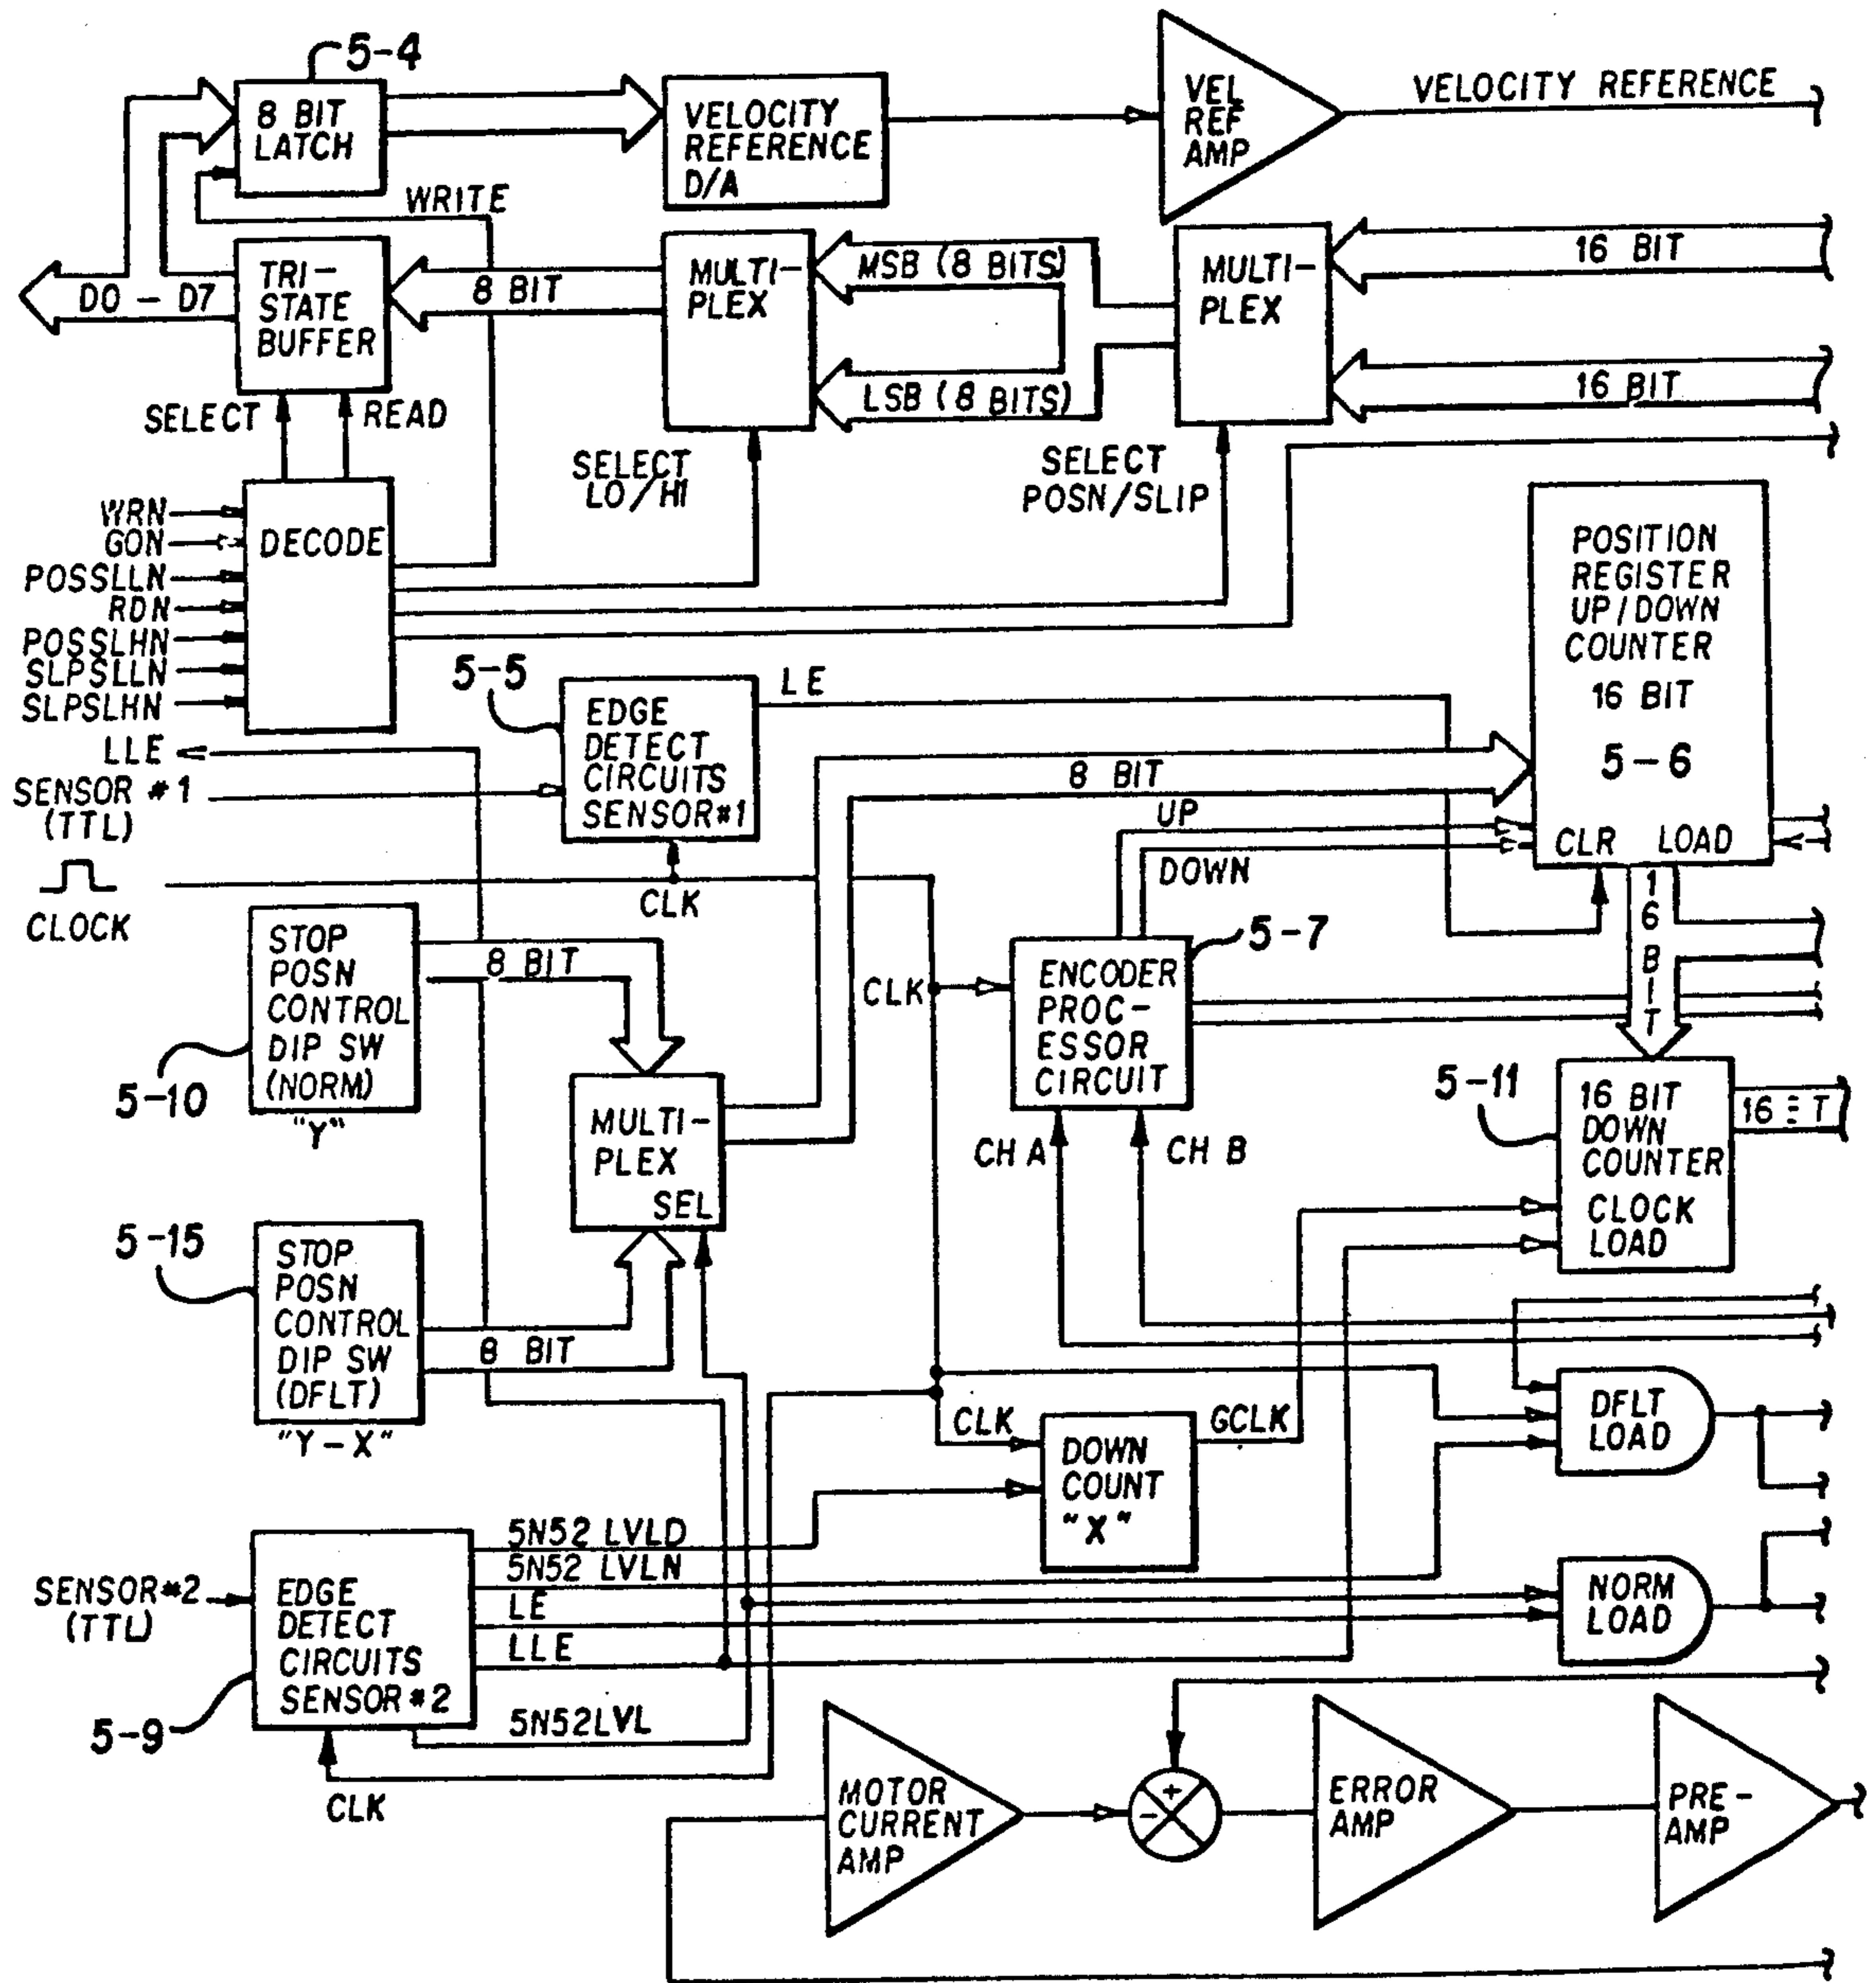 5-4
8 BIT
LATCH
VELOCITY
REFERENCE
D/A
VEL
REF
AMP
VELOCITY REFERENCE
WRITE
D0 - D7
TRI-
STATE
BUFFER
8 BIT
MULTI-
PLEX
MSB (8 BITS)
LSB (8 BITS)
MULTI-
PLEX
16 BIT
16 BIT
SELECT
READ
SELECT
LO/HI
SELECT
POSN/SLIP
WRN
GON
POSSLLN
RDN
POSSLHN
SLPSLLN
SLPSLHN
DECODE
POSITION
REGISTER
UP/DOWN
COUNTER
16 BIT
5-6
CLR LOAD
5-5
EDGE
DETECT
CIRCUITS
SENSOR#1
LE
LLE
SENSOR #1
(TTL)
CLOCK
CLK
8 BIT
UP
DOWN
16 BIT
STOP
POSN
CONTROL
DIP SW
(NORM)
"Y"
5-10
8 BIT
MULTI-
PLEX
SEL
CLK
ENCODER
PROC-
ESSOR
CIRCUIT
5-7
CH A
CH B
5-11
16 BIT
DOWN
COUNTER
CLOCK
LOAD
16 BIT
5-15
STOP
POSN
CONTROL
DIP SW
(DFLT)
"Y-X"
8 BIT
CLK
DOWN
COUNT
"X"
GCLK
DFLT
LOAD
NORM
LOAD
SENSOR#2
(TTL)
EDGE
DETECT
CIRCUITS
SENSOR#2
5-9
5N52 LVLD
5N52 LVLN
LE
LLE
5N52LVL
CLK
MOTOR
CURRENT
AMP
+
-
ERROR
AMP
PRE-
AMP